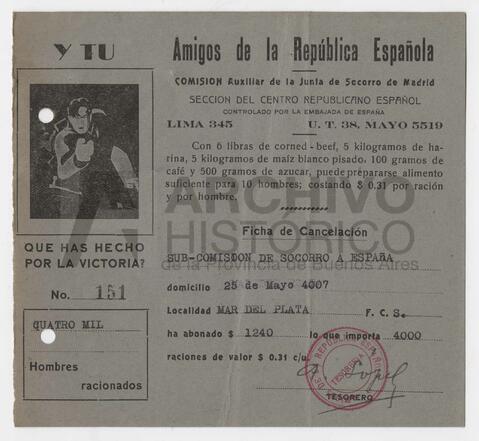 Y TU
QUE HAS HECHO
POR LA VICTORIA?
No. 151
QUATRO MIL
Hombres
racionados
Amigos de la República Española
COMISION Auxiliar de la Junta de Socorro de Madrid
SECCION DEL CENTRO REPUBLICANO ESPAÑOL
CONTROLADO POR LA EMBAJADA DE ESPAÑA
LIMA 345 U. T. 38, MAYO 5519
Con 6 libras de corned-beef, 5 kilogramos de ha-
rina, 5 kilogramos de maíz blanco pisado, 100 gramos de
café y 500 gramos de azucar, puede prepararse alimento
suficiente para 10 hombres; costando $ 0.31 por ración
y por hombre.
Ficha de Cancelación
SUB-COMISION DE SOCORRO A ESPAÑA
domicilio 25 de Mayo 4007
Localidad MAR DEL PLATA F. C. S.
ha abonado $ 1240 lo que importa 4000
raciones de valor $ 0.31 c/u
TESORERO
TESORERIA
ARCHIVO
HISTÓRICO
de la Provincia de Buenos Aires